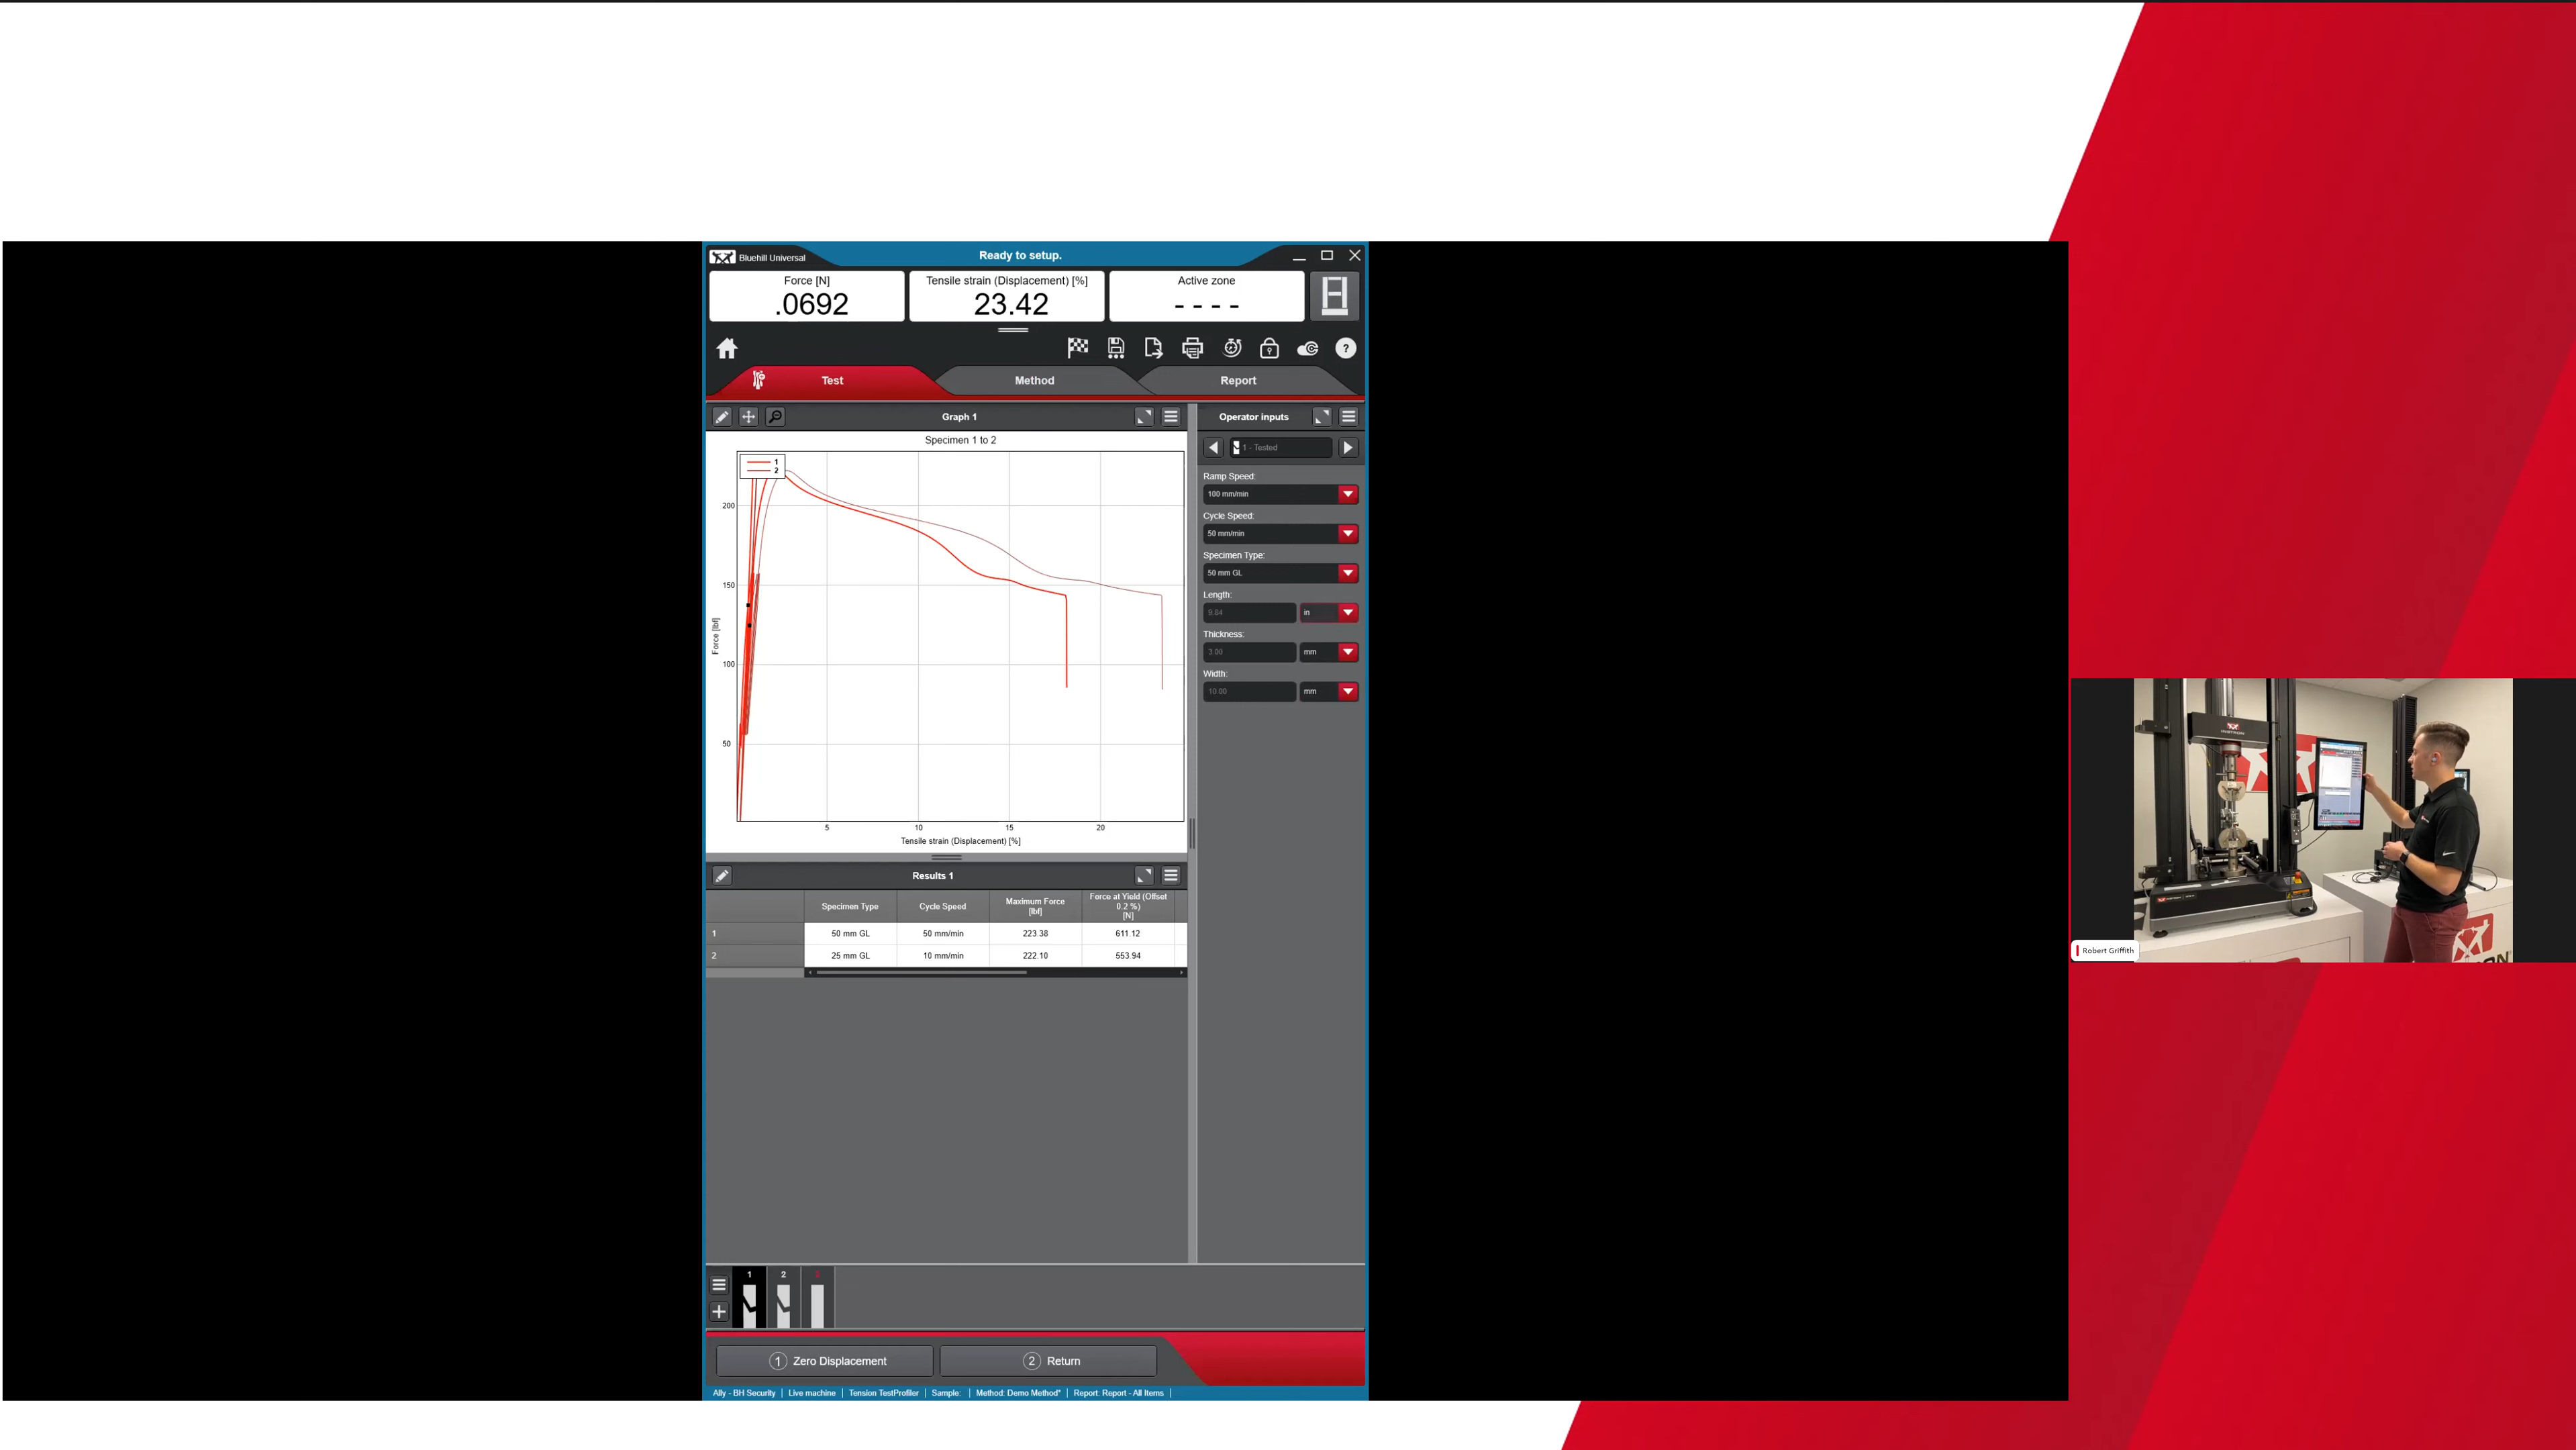 Bluehill Universal
Ready to setup.
Force [N]
.0692
Tensile strain (Displacement) [%]
23.42
Active zone
- - - -
?
Test
Method
Report
Graph 1
Specimen 1 to 2
1
2
200
150
100
50
Force [lbf]
5
10
15
20
Tensile strain (Displacement) [%]
Operator inputs
1 - Tested
Ramp Speed:
100 mm/min
Cycle Speed:
50 mm/min
Specimen Type:
50 mm GL
Length:
9.84 in
Thickness:
3.00 mm
Width:
10.00 mm
Results 1
Specimen Type
Cycle Speed
Maximum Force
[lbf]
Force at Yield (Offset
0.2 %)
[N]
1 50 mm GL 50 mm/min 223.38 611.12
2 25 mm GL 10 mm/min 222.10 553.94
1 2 3
1 Zero Displacement
2 Return
Ally - BH Security | Live machine | Tension TestProfiler | Sample: | Method: Demo Method* | Report: Report - All Items |
Robert Griffith